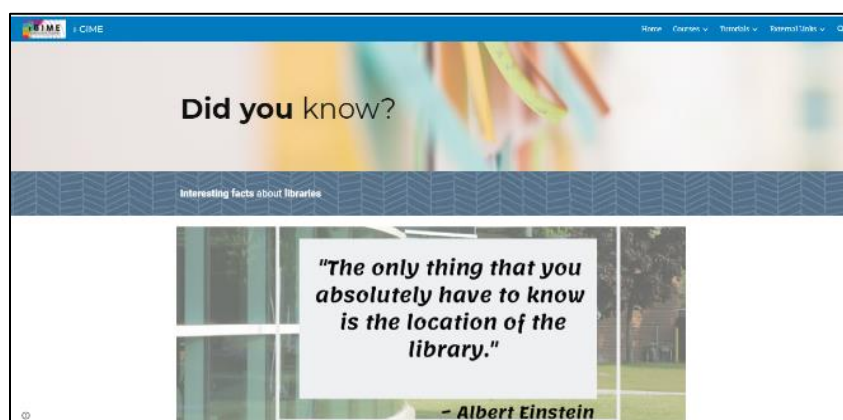 CIME
CIME
Home Courses Tutorials External Links
Did you know?
Interesting facts about libraries
"The only thing that you
absolutely have to know
is the location of the
library."
- Albert Einstein